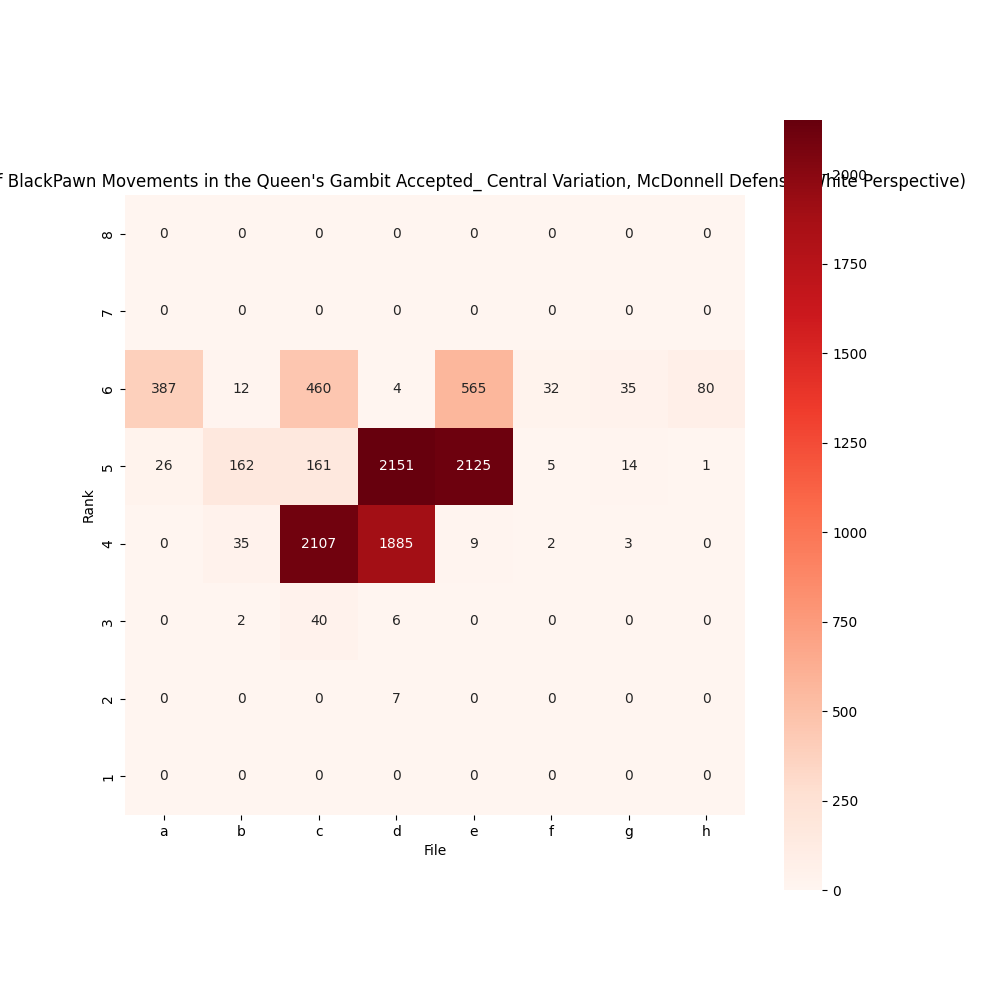 f BlackPawn Movements in the Queen's Gambit Accepted_ Central Variation, McDonnell Defens hite Perspective)
2000
8 0 0 0 0 0 0 0 0
1750
7 0 0 0 0 0 0 0 0
1500
6 387 12 460 4 565 32 35 80
1250
5 26 162 161 2151 2125 5 14 1
Rank
1000
4 0 35 2107 1885 9 2 3 0
750
3 0 2 40 6 0 0 0 0
500
2 0 0 0 7 0 0 0 0
1 0 0 0 0 0 0 0 0
250
a b c d e f g h
File
0